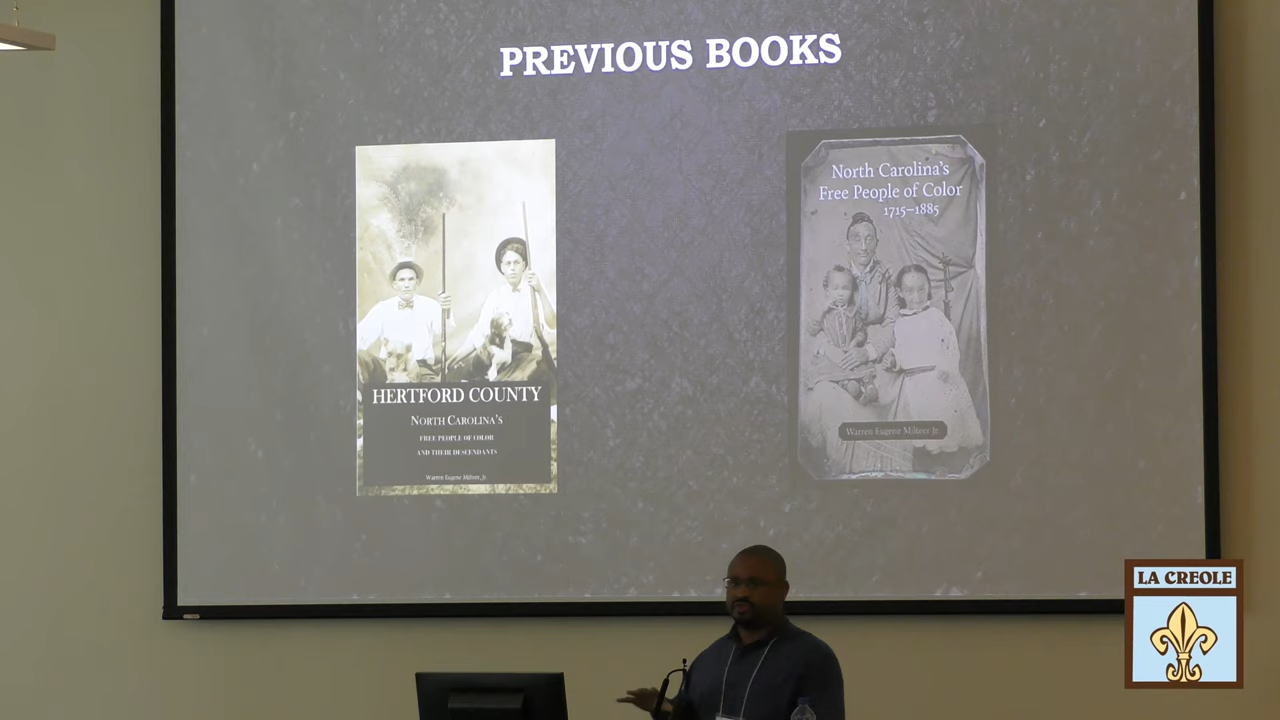 PREVIOUS BOOKS
HERTFORD COUNTY
NORTH CAROLINA'S
FREE PEOPLE OF COLOR
AND THEIR DESCENDANTS
Warren Eugene Milteer, Jr.
North Carolina's
Free People of Color
1715–1885
Warren Eugene Milteer Jr.
LA CREOLE